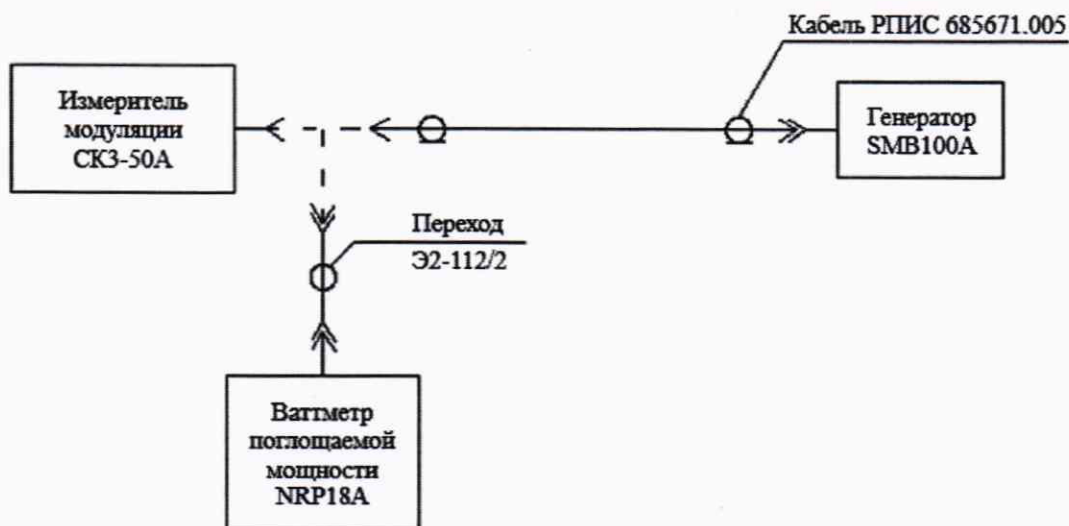 Кабель РПИС 685671.005
Измеритель
модуляции
СК3-50А
Генератор
SMB100A
Переход
Э2-112/2
Ваттметр
поглощаемой
мощности
NRP18A